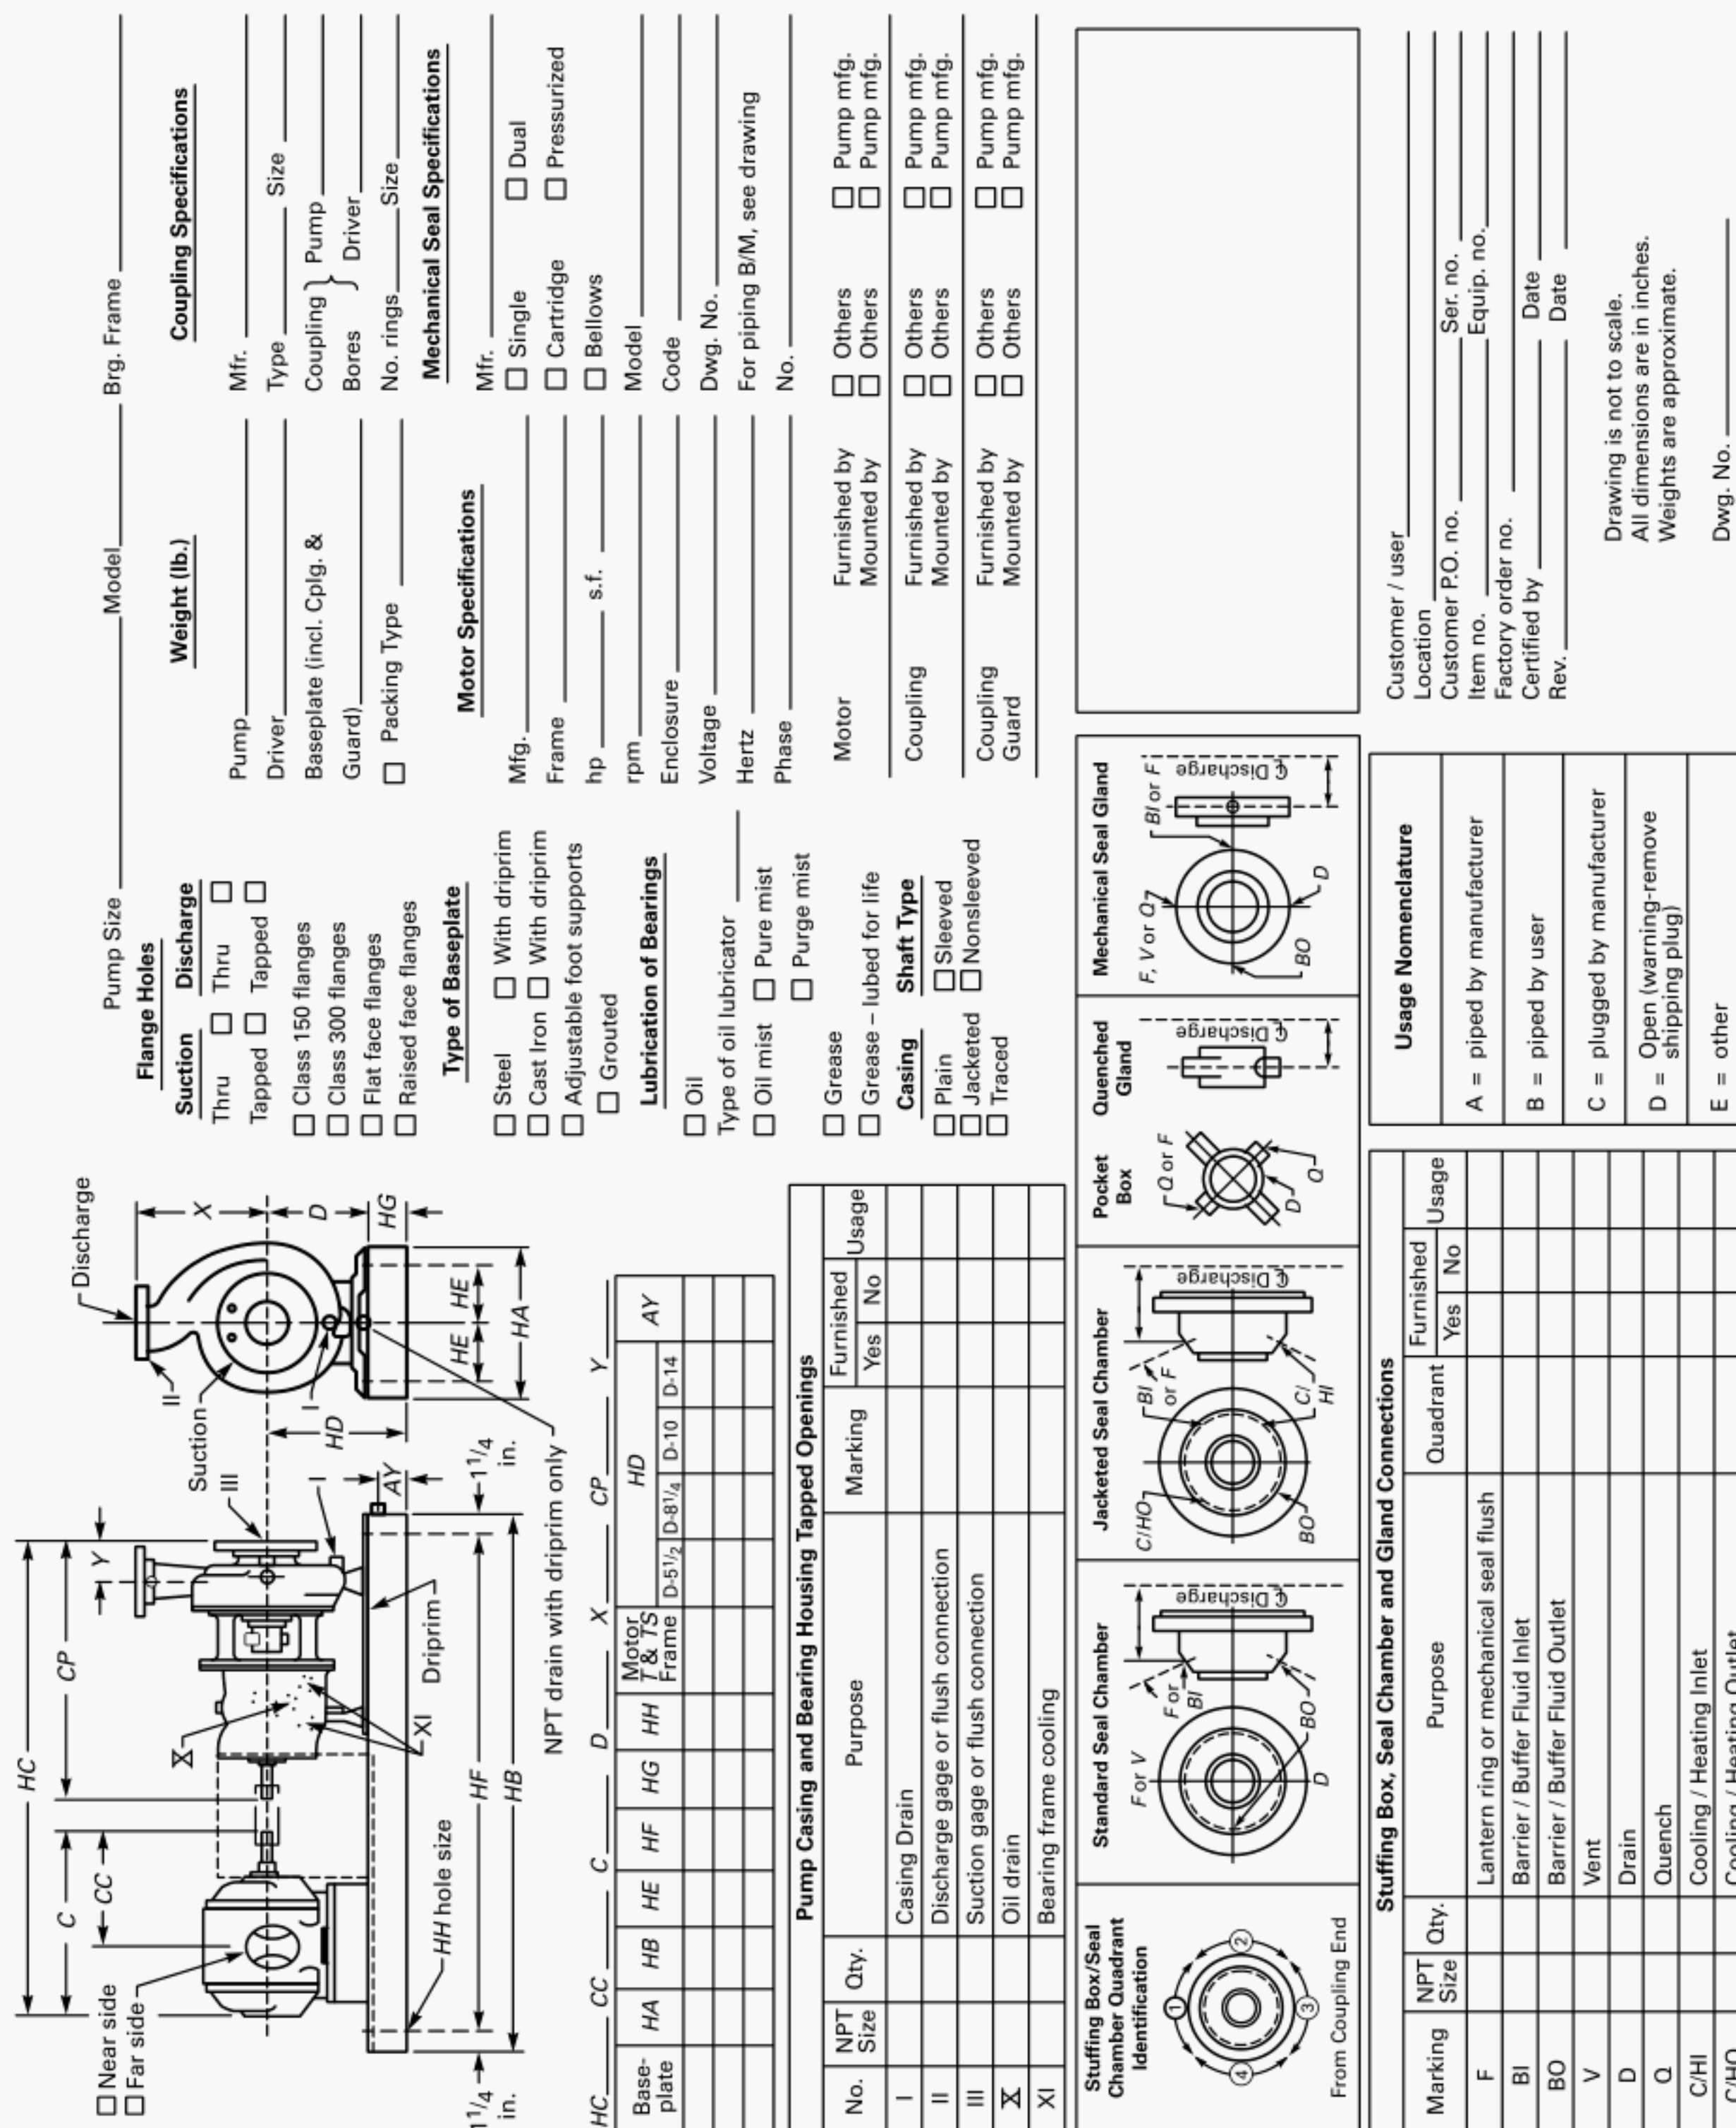 Near side
Far side
HC
C
CC
CP
Y
Discharge
II
Suction
III
I
X
D
HG
HE
HE
HA
I
HD
AY
X
XI
Driprim
HH hole size
HF
HB
1 1/4 in.
1 1/4 in.
NPT drain with driprim only
HC CC C D X CP Y
Base-plate HA HB HE HF HG HH Motor T & TS Frame HD AY
D-5 1/2 D-8 1/4 D-10 D-14
Pump Size Model Brg. Frame
Flange Holes
Suction Discharge
Thru Thru
Tapped Tapped
Class 150 flanges
Class 300 flanges
Flat face flanges
Raised face flanges
Type of Baseplate
Steel With driprim
Cast Iron With driprim
Adjustable foot supports
Grouted
Lubrication of Bearings
Oil
Type of oil lubricator
Oil mist Pure mist
Purge mist
Grease
Grease – lubed for life
Casing Shaft Type
Plain Sleeved
Jacketed Nonsleeved
Traced
Weight (lb.)
Pump
Driver
Baseplate (incl. Cplg. &
Guard)
Packing Type
Motor Specifications
Mfg.
Frame
hp s.f.
rpm
Enclosure
Voltage
Hertz
Phase
Coupling Specifications
Mfr.
Type Size
Coupling } Pump
Bores } Driver
No. rings Size
Mechanical Seal Specifications
Mfr.
Single Dual
Cartridge Pressurized
Bellows
Model
Code
Dwg. No.
For piping B/M, see drawing
No.
Motor Furnished by Others Pump mfg.
Mounted by Others Pump mfg.
Coupling Furnished by Others Pump mfg.
Mounted by Others Pump mfg.
Coupling Furnished by Others Pump mfg.
Guard Mounted by Others Pump mfg.
Pump Casing and Bearing Housing Tapped Openings
No. NPT Size Qty. Purpose Marking Furnished Usage
Yes No
I Casing Drain
II Discharge gage or flush connection
III Suction gage or flush connection
X Oil drain
XI Bearing frame cooling
Stuffing Box/Seal
Chamber Quadrant
Identification
1
2
3
4
From Coupling End
Standard Seal Chamber
F or V
F or BI
BO
D
℄ Discharge
Jacketed Seal Chamber
C/HO
BI or F
BO
C/HI
℄ Discharge
Pocket Box
Q or F
D
Q
Quenched Gland
℄ Discharge
Mechanical Seal Gland
F, V or Q
BI or F
BO
D
℄ Discharge
Stuffing Box, Seal Chamber and Gland Connections
Marking NPT Size Qty. Purpose Quadrant Furnished Usage
Yes No
F Lantern ring or mechanical seal flush
BI Barrier / Buffer Fluid Inlet
BO Barrier / Buffer Fluid Outlet
V Vent
D Drain
Q Quench
C/HI Cooling / Heating Inlet
C/HO Cooling / Heating Outlet
Usage Nomenclature
A = piped by manufacturer
B = piped by user
C = plugged by manufacturer
D = Open (warning-remove
shipping plug)
E = other
Customer / user
Location
Customer P.O. no. Ser. no.
Item no. Equip. no.
Factory order no.
Certified by Date
Rev. Date
Drawing is not to scale.
All dimensions are in inches.
Weights are approximate.
Dwg. No.